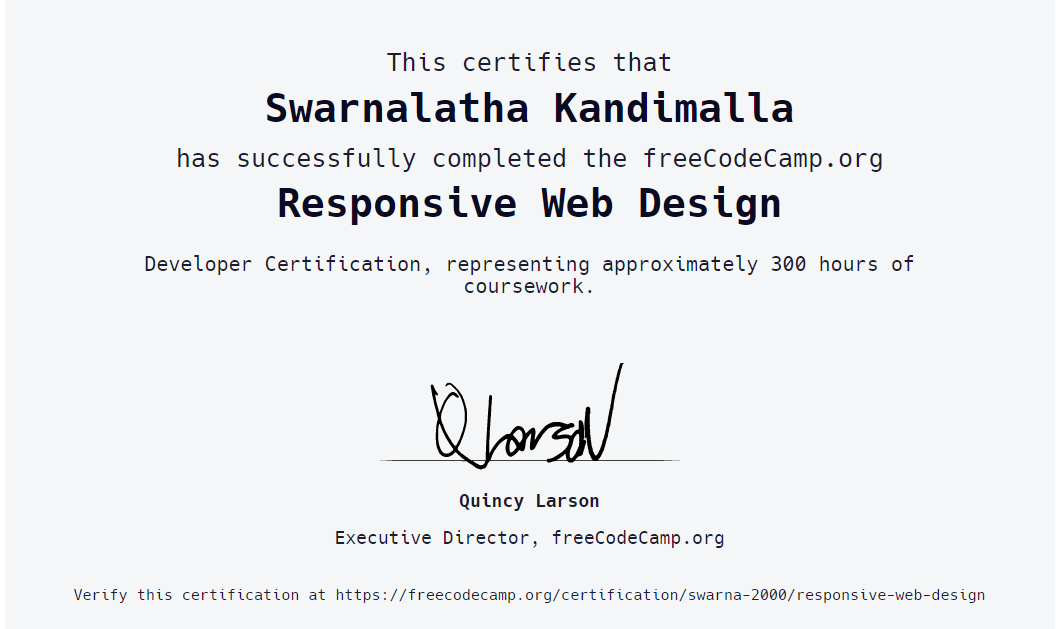 This certifies that
Swarnalatha Kandimalla
has successfully completed the freeCodeCamp.org
Responsive Web Design
Developer Certification, representing approximately 300 hours of
coursework.
Q Larson
Quincy Larson
Executive Director, freeCodeCamp.org
Verify this certification at https://freecodecamp.org/certification/swarna-2000/responsive-web-design